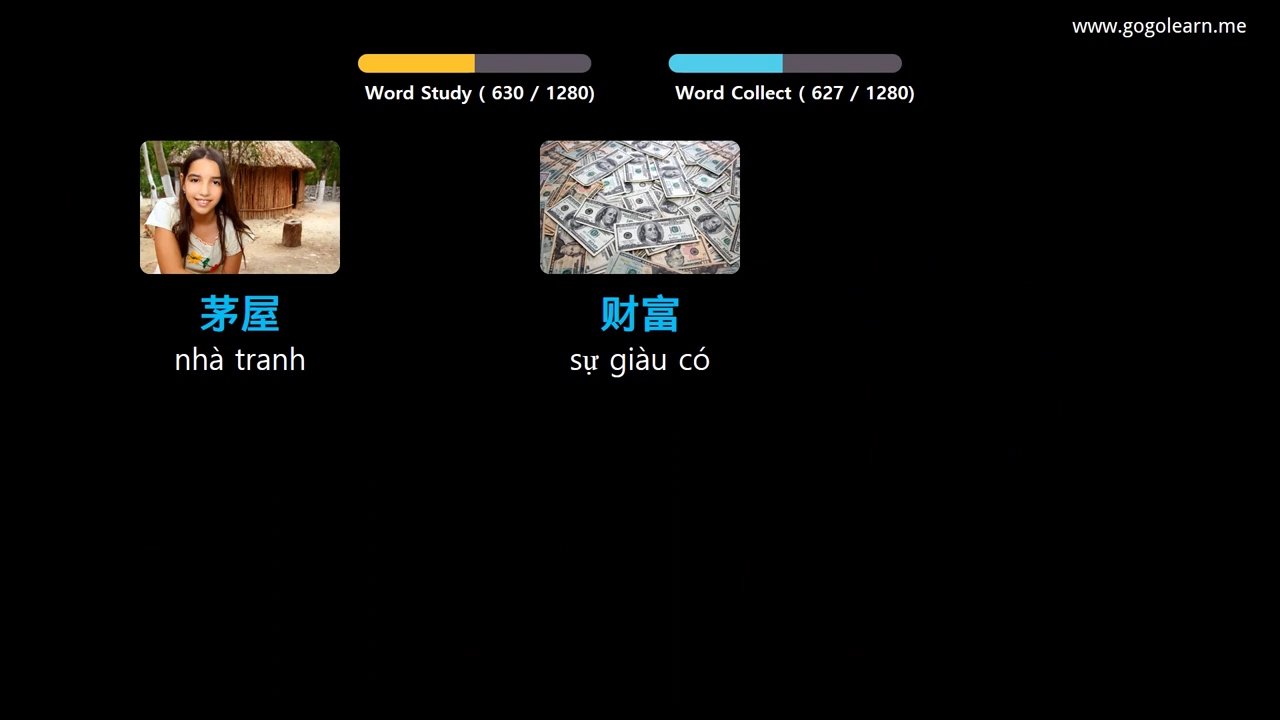 www.gogolearn.me
Word Study ( 630 / 1280)
Word Collect ( 627 / 1280)
茅屋
nhà tranh
财富
sự giàu có